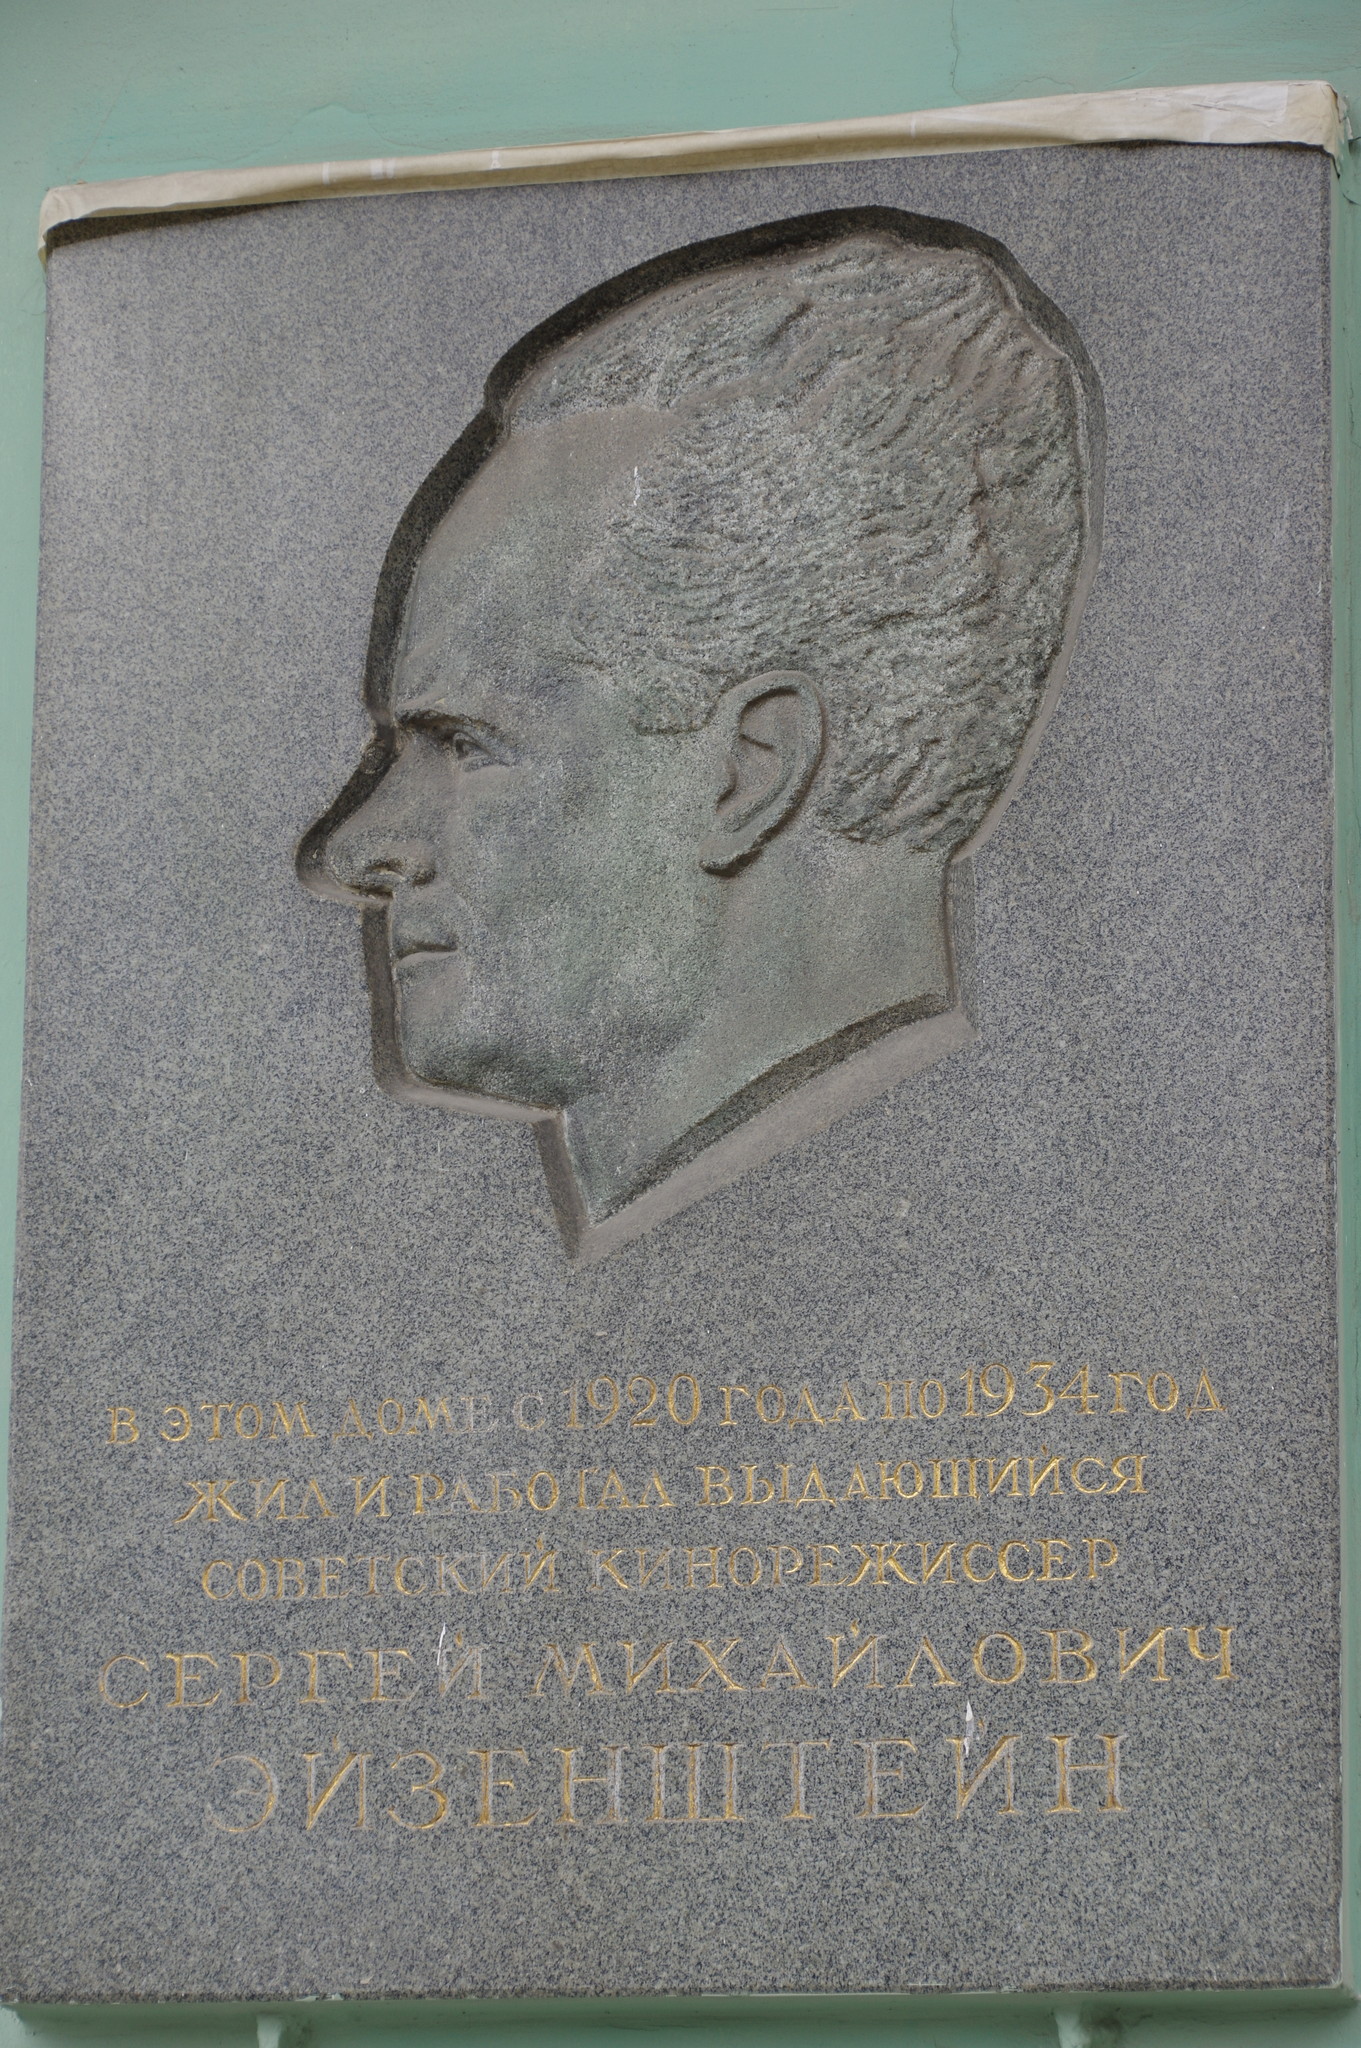 В ЭТОМ ДОМЕ С 1920 ГОДА ПО 1934 ГОД
ЖИЛ И РАБОТАЛ ВЫДАЮЩИЙСЯ
СОВЕТСКИЙ КИНОРЕЖИССЕР
СЕРГЕЙ МИХАЙЛОВИЧ
ЭЙЗЕНШТЕЙН